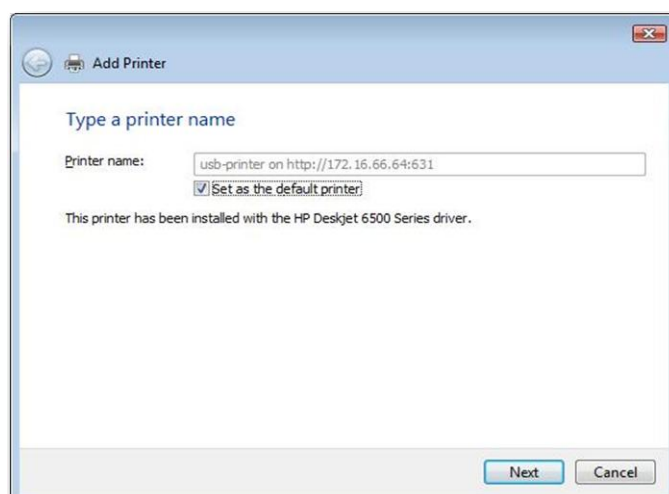 Add Printer
Type a printer name
Printer name:
usb-printer on http://172.16.66.64:631
Set as the default printer
This printer has been installed with the HP Deskjet 6500 Series driver.
Next
Cancel